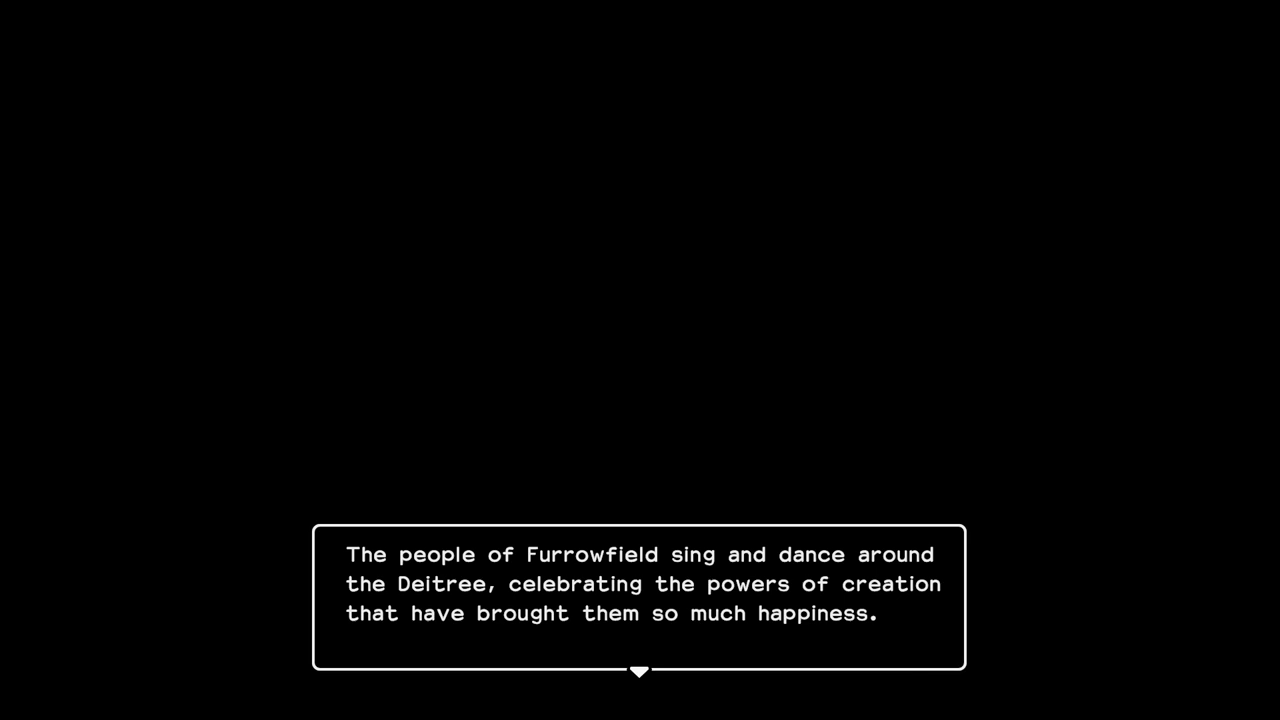 The people of Furrowfield sing and dance around
the Deitree, celebrating the powers of creation
that have brought them so much happiness.